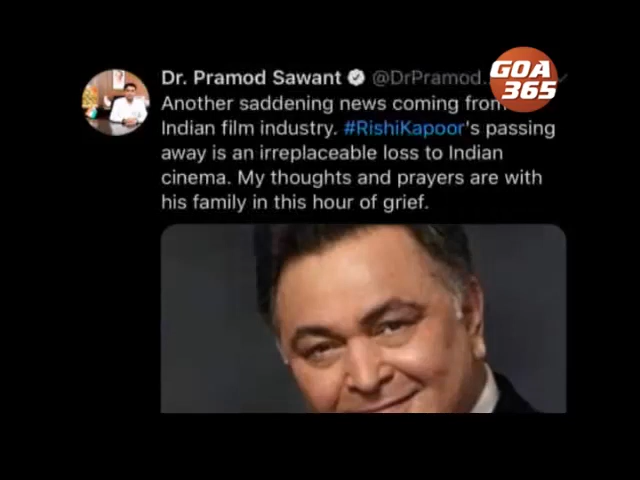 Dr. Pramod Sawant @DrPramod.
GOA
365
Another saddening news coming from
Indian film industry. #RishiKapoor's passing
away is an irreplaceable loss to Indian
cinema. My thoughts and prayers are with
his family in this hour of grief.